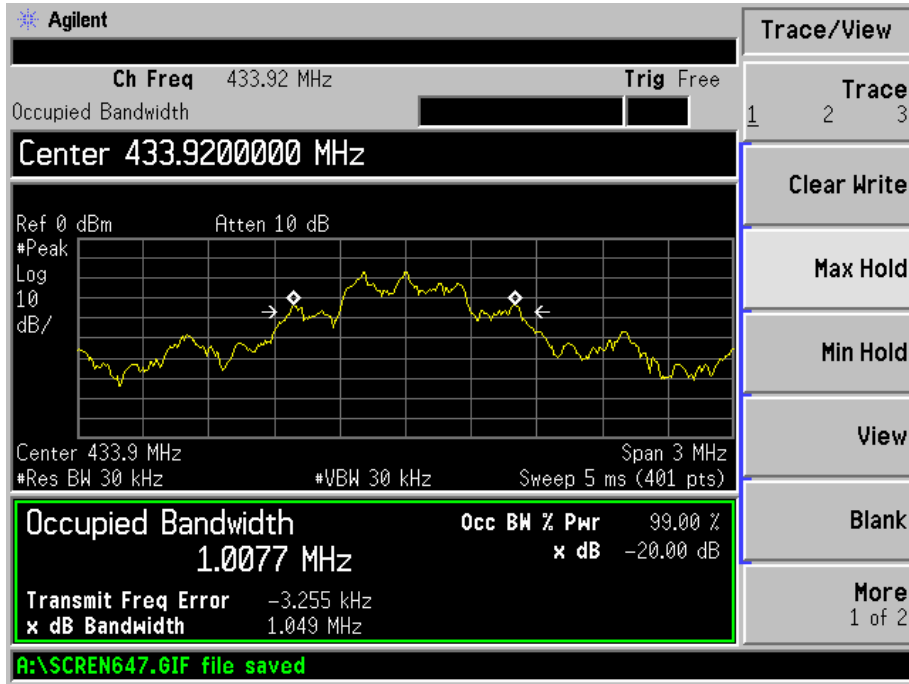 Agilent
Trace/View
Ch Freq 433.92 MHz Trig Free
Occupied Bandwidth
Trace
1 2 3
Center 433.9200000 MHz
Clear Write
Ref 0 dBm Atten 10 dB
#Peak
Log
10
dB/
Max Hold
Min Hold
Center 433.9 MHz Span 3 MHz
#Res BW 30 kHz #VBW 30 kHz Sweep 5 ms (401 pts)
View
Occupied Bandwidth Occ BW % Pwr 99.00 %
1.0077 MHz x dB -20.00 dB
Blank
Transmit Freq Error -3.255 kHz
x dB Bandwidth 1.049 MHz
More
1 of 2
A:\SCREN647.GIF file saved